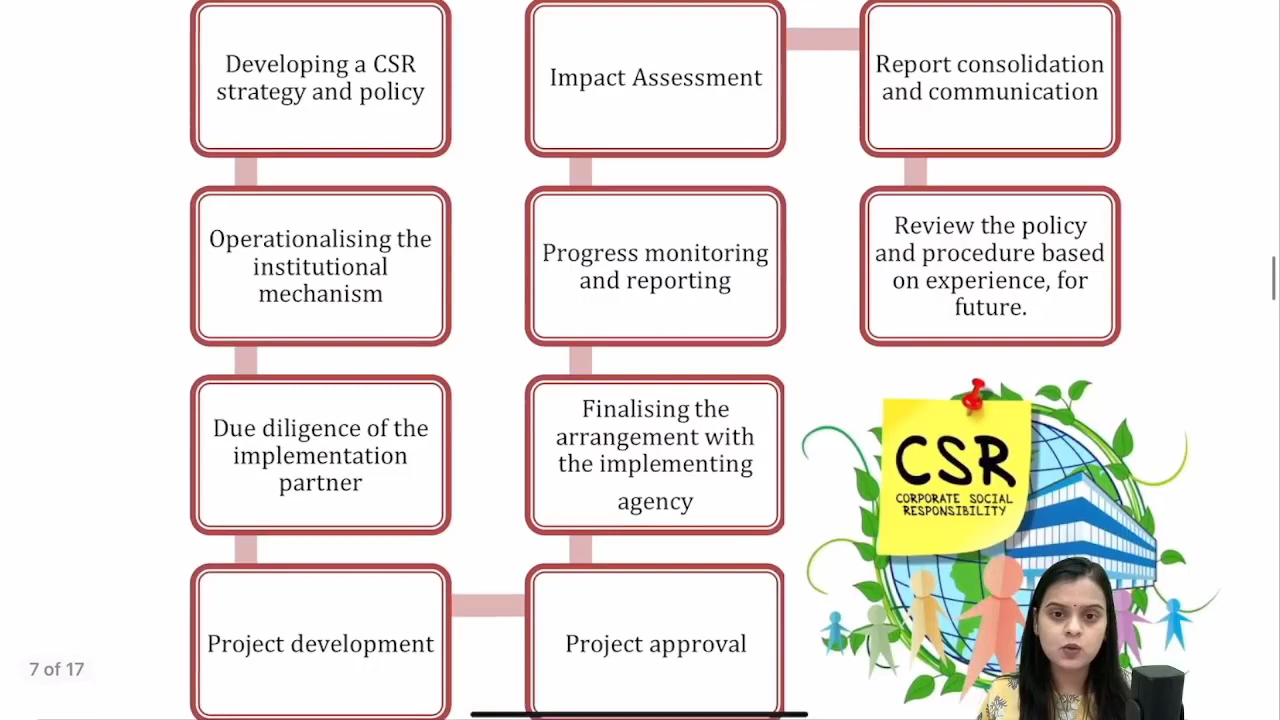 Developing a CSR
strategy and policy
Operationalising the
institutional
mechanism
Due diligence of the
implementation
partner
Project development
Project approval
Finalising the
arrangement with
the implementing
agency
Progress monitoring
and reporting
Impact Assessment
Report consolidation
and communication
Review the policy
and procedure based
on experience, for
future.
CSR
CORPORATE SOCIAL
RESPONSIBILITY
7 of 17